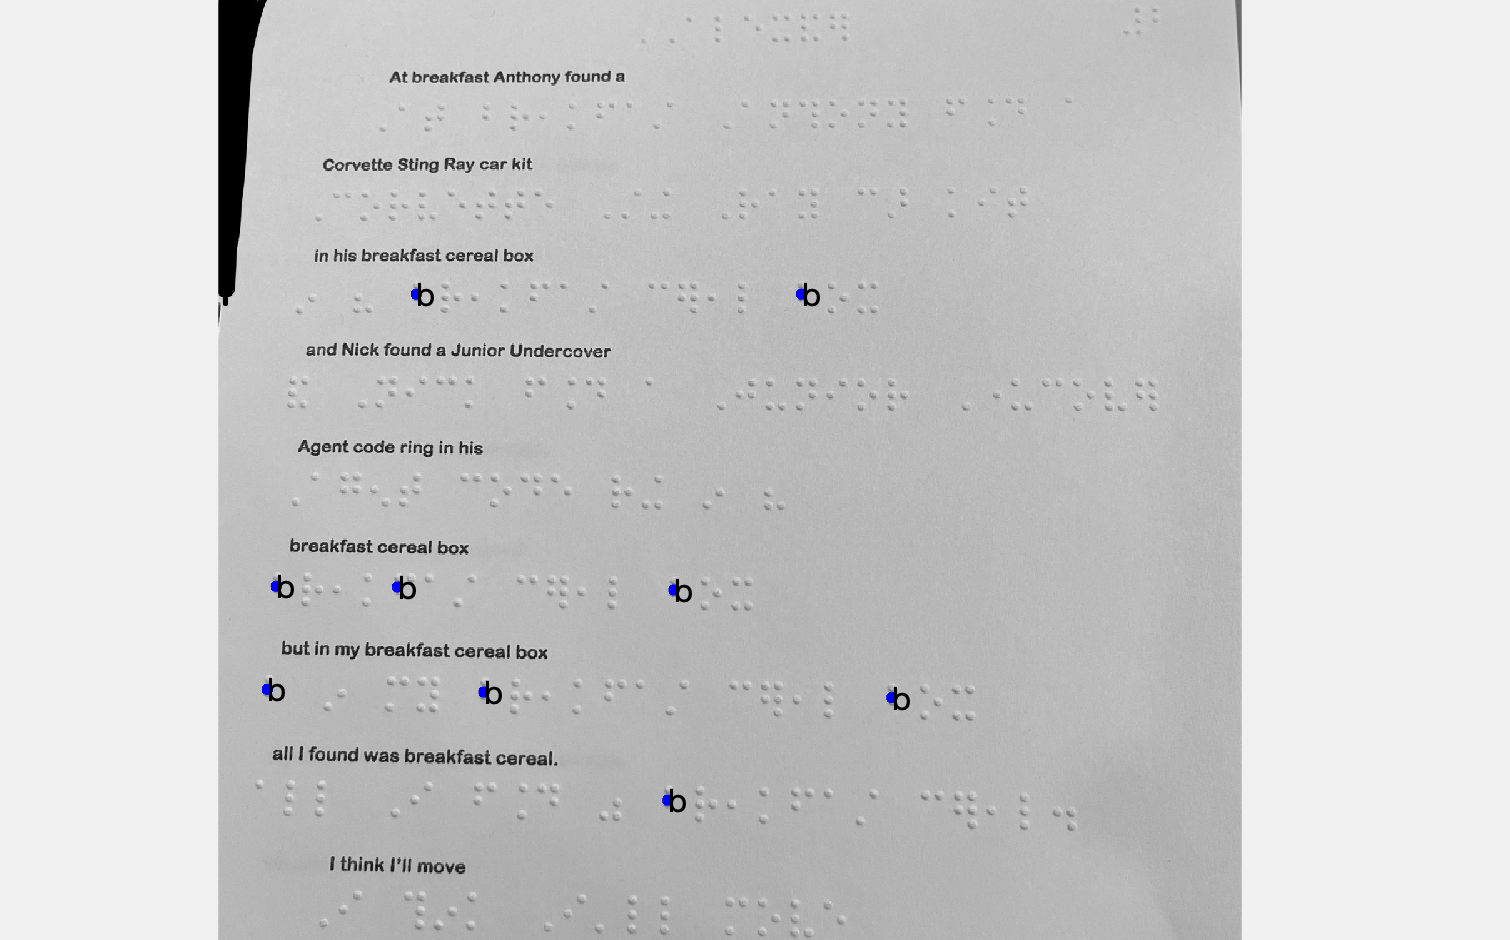 At breakfast Anthony found a
Corvette Sting Ray car kit
in his breakfast cereal box
b b
and Nick found a Junior Undercover
Agent code ring in his
breakfast cereal box
b b b
but in my breakfast cereal box
b b b
all I found was breakfast cereal.
b
I think I'll move